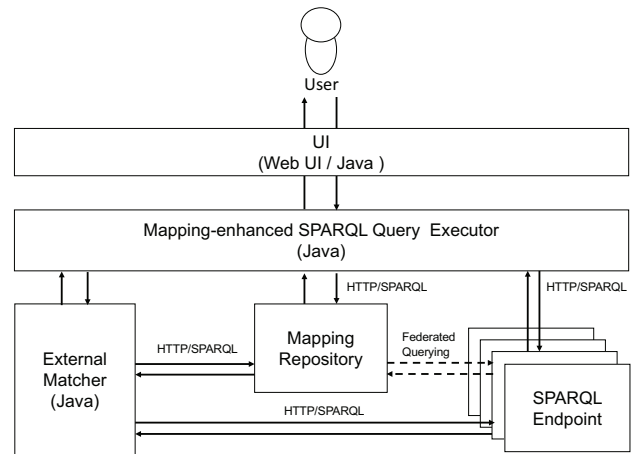 User
UI
(Web UI / Java )
Mapping-enhanced SPARQL Query Executor
(Java)
HTTP/SPARQL
HTTP/SPARQL
External
Matcher
(Java)
HTTP/SPARQL
Mapping
Repository
Federated
Querying
HTTP/SPARQL
SPARQL
Endpoint